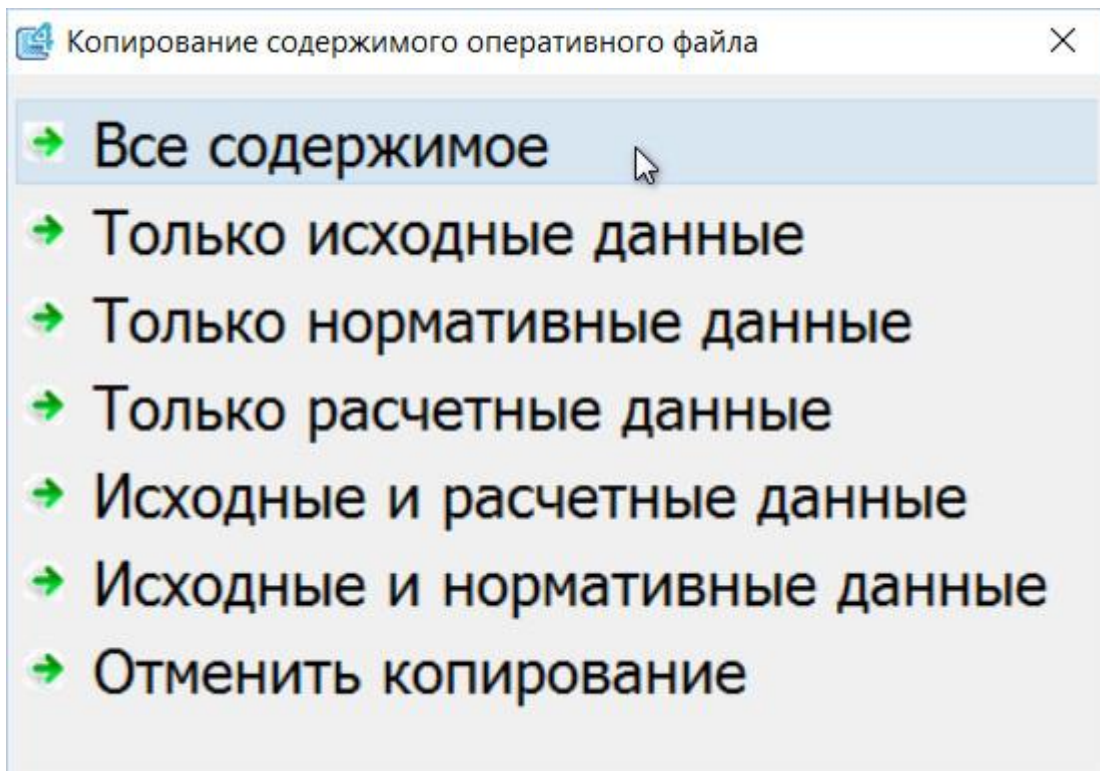 Копирование содержимого оперативного файла
Все содержимое
Только исходные данные
Только нормативные данные
Только расчетные данные
Исходные и расчетные данные
Исходные и нормативные данные
Отменить копирование